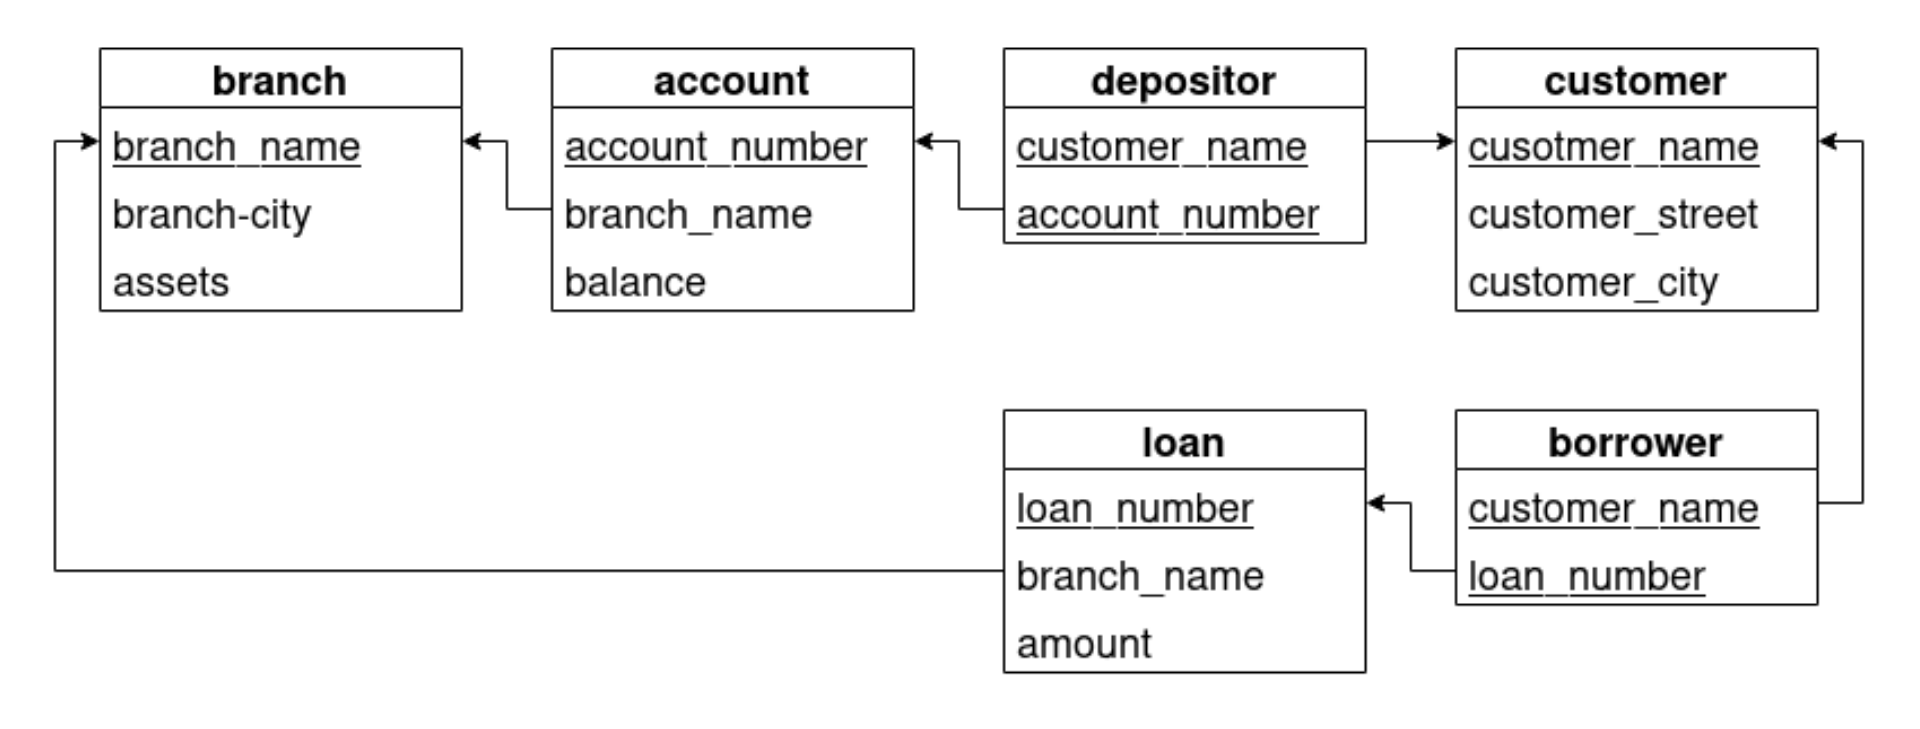 branch
branch_name
branch-city
assets
account
account_number
branch_name
balance
depositor
customer_name
account_number
customer
cusotmer_name
customer_street
customer_city
loan
loan_number
branch_name
amount
borrower
customer_name
loan_number